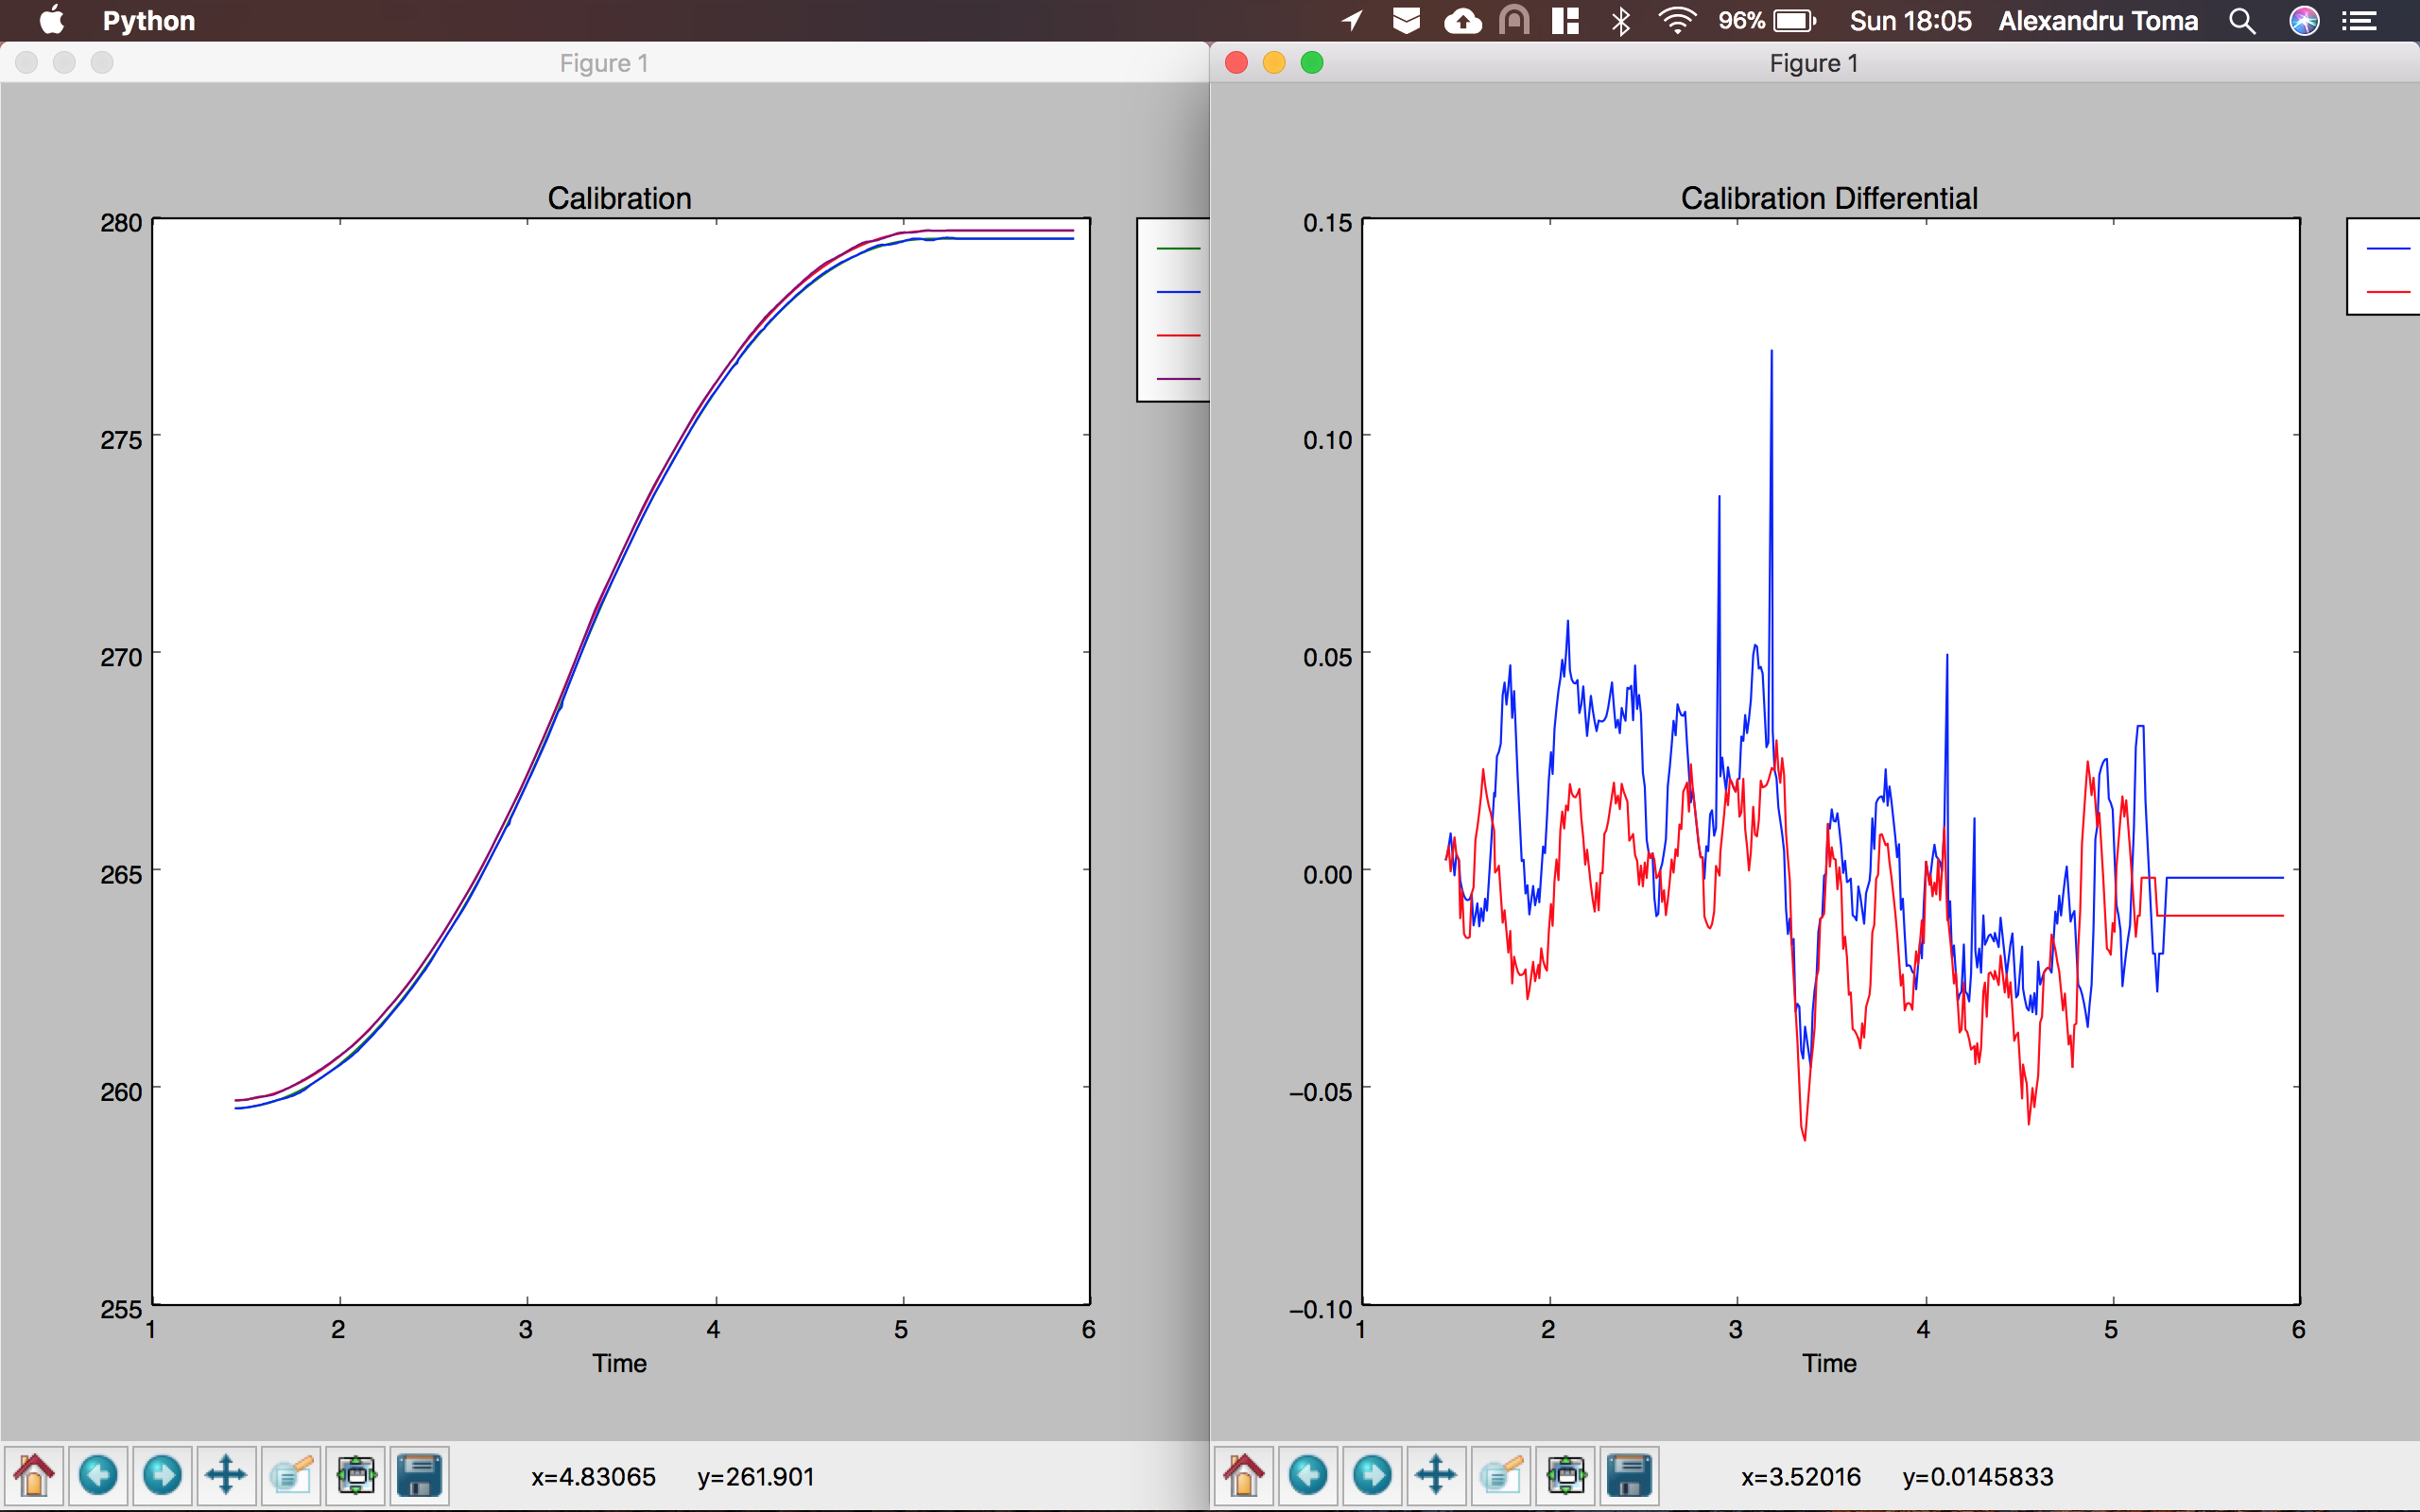 Python
96% Sun 18:05 Alexandru Toma
Figure 1
Calibration
280
275
270
265
260
255
1 2 3 4 5 6
Time
x=4.83065 y=261.901
Figure 1
Calibration Differential
0.15
0.10
0.05
0.00
−0.05
−0.10
1 2 3 4 5 6
Time
x=3.52016 y=0.0145833